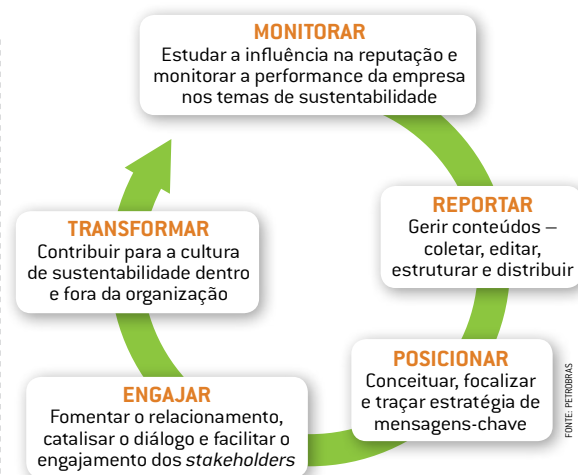 MONITORAR
Estudar a influência na reputação e
monitorar a performance da empresa
nos temas de sustentabilidade
REPORTAR
Gerir conteúdos –
coletar, editar,
estruturar e distribuir
POSICIONAR
Conceituar, focalizar
e traçar estratégia de
mensagens-chave
ENGAJAR
Fomentar o relacionamento,
catalisar o diálogo e facilitar o
engajamento dos stakeholders
TRANSFORMAR
Contribuir para a cultura
de sustentabilidade dentro
e fora da organização
FONTE: PETROBRAS